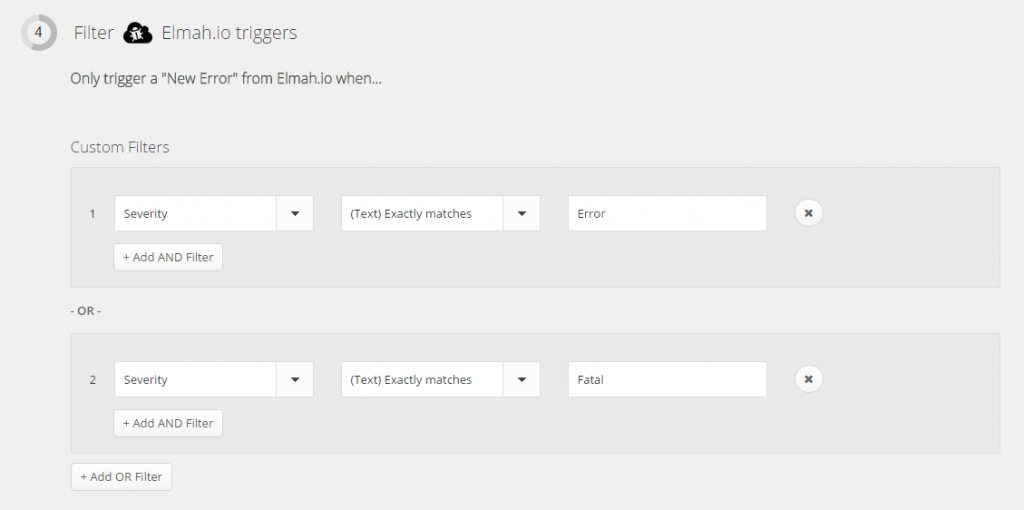 4 Filter Elmah.io triggers
Only trigger a "New Error" from Elmah.io when...
Custom Filters
1 Severity (Text) Exactly matches Error
+ Add AND Filter
- OR -
2 Severity (Text) Exactly matches Fatal
+ Add AND Filter
+ Add OR Filter